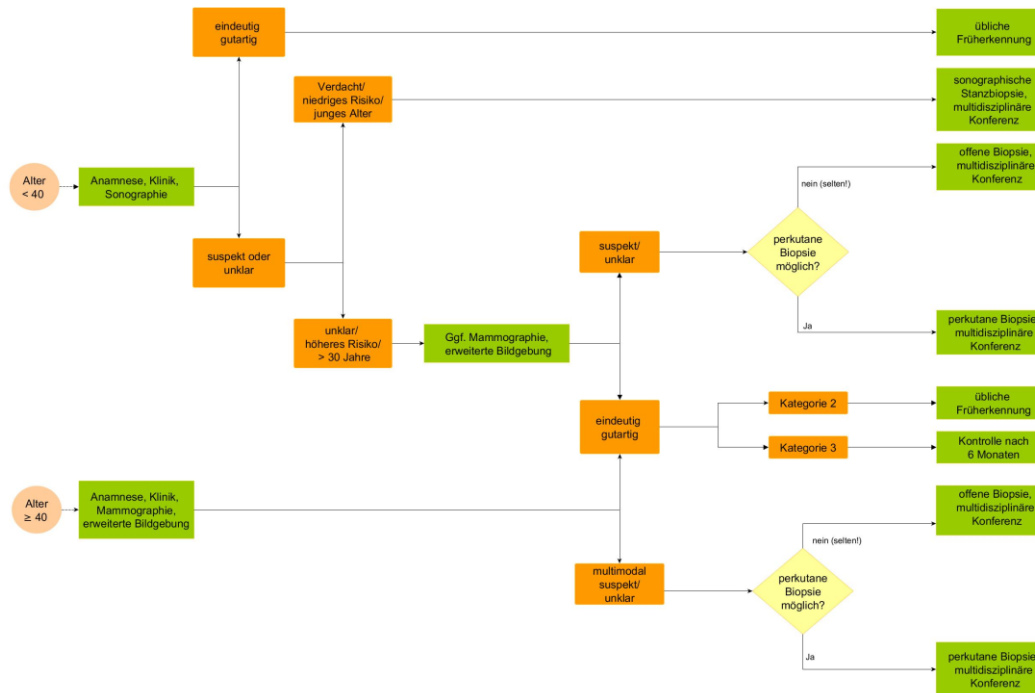 eindeutig
gutartig
übliche
Früherkennung
Verdacht/
niedriges Risiko/
junges Alter
sonographische
Stanzbiopsie,
multidisziplinäre
Konferenz
Alter
< 40
Anamnese, Klinik,
Sonographie
offene Biopsie,
multidisziplinäre
Konferenz
nein (selten!)
suspekt oder
unklar
suspekt/
unklar
perkutane
Biopsie
möglich?
Ja
unklar/
höheres Risiko/
> 30 Jahre
Ggf. Mammographie,
erweiterte Bildgebung
perkutane Biopsie,
multidisziplinäre
Konferenz
eindeutig
gutartig
Kategorie 2
übliche
Früherkennung
Kategorie 3
Kontrolle nach
6 Monaten
Alter
≥ 40
Anamnese, Klinik,
Mammographie,
erweiterte Bildgebung
offene Biopsie,
multidisziplinäre
Konferenz
nein (selten!)
multimodal
suspekt/
unklar
perkutane
Biopsie
möglich?
Ja
perkutane Biopsie,
multidisziplinäre
Konferenz